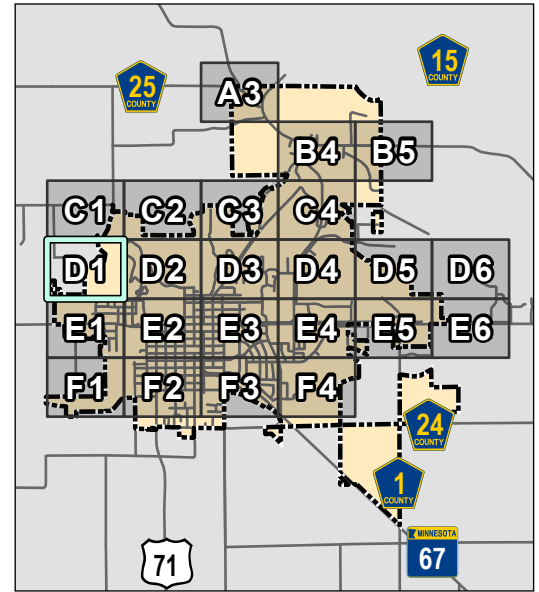 15
COUNTY
25
COUNTY
A3
B4 B5
C1 C2 C3 C4
D1 D2 D3 D4 D5 D6
E1 E2 E3 E4 E5 E6
F1 F2 F3 F4
24
COUNTY
1
COUNTY
MINNESOTA
67
71